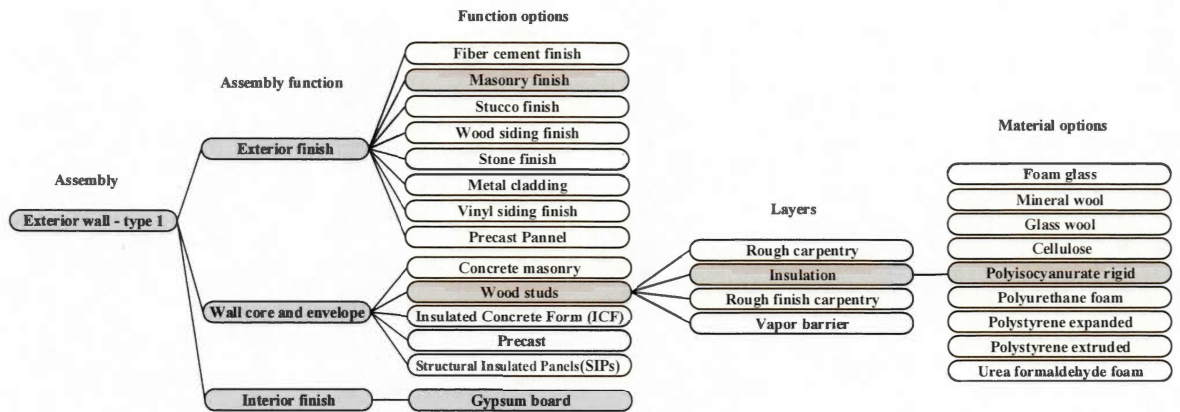 Function options
Fiber cement finish
Assembly function
Masonry finish
Stucco finish
Wood siding finish
Exterior finish
Stone finish
Metal cladding
Vinyl siding finish
Precast Pannel
Assembly
Exterior wall - type 1
Concrete masonry
Wood studs
Wall core and envelope
Insulated Concrete Form (ICF)
Precast
Structural Insulated Panels(SIPs)
Interior finish
Gypsum board
Layers
Rough carpentry
Insulation
Rough finish carpentry
Vapor barrier
Material options
Foam glass
Mineral wool
Glass wool
Cellulose
Polyisocyanurate rigid
Polyurethane foam
Polystyrene expanded
Polystyrene extruded
Urea formaldehyde foam